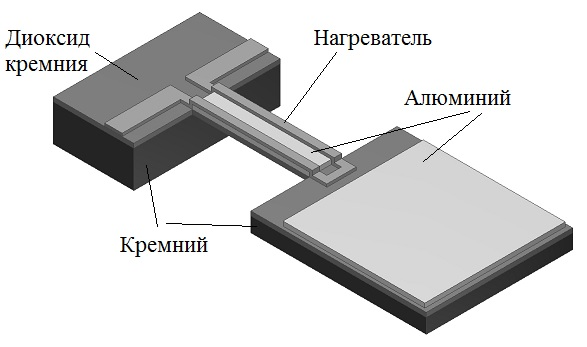 Диоксид
кремния
Нагреватель
Алюминий
Кремний